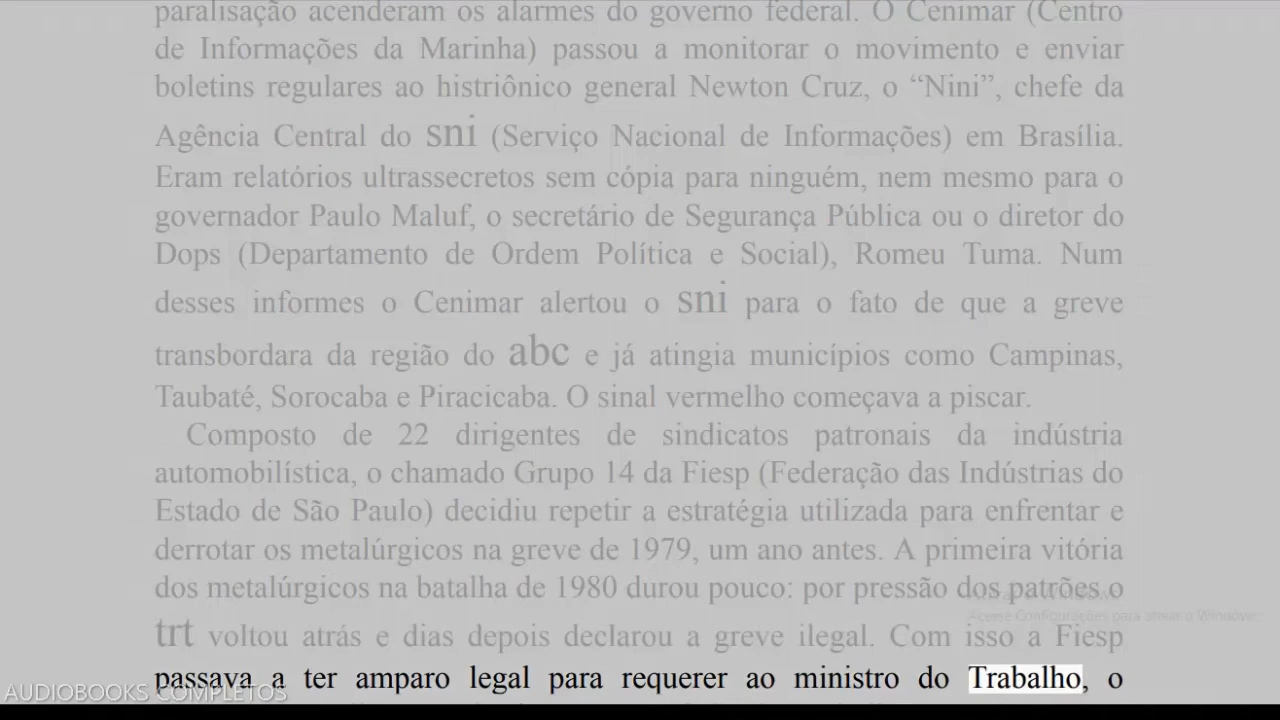 paralisação acenderam os alarmes do governo federal. O Cenimar (Centro
de Informações da Marinha) passou a monitorar o movimento e enviar
boletins regulares ao histriônico general Newton Cruz, o “Nini”, chefe da
Agência Central do sni (Serviço Nacional de Informações) em Brasília.
Eram relatórios ultrassecretos sem cópia para ninguém, nem mesmo para o
governador Paulo Maluf, o secretário de Segurança Pública ou o diretor do
Dops (Departamento de Ordem Política e Social), Romeu Tuma. Num
desses informes o Cenimar alertou o sni para o fato de que a greve
transbordara da região do abc e já atingia municípios como Campinas,
Taubaté, Sorocaba e Piracicaba. O sinal vermelho começava a piscar.
Composto de 22 dirigentes de sindicatos patronais da indústria
automobilística, o chamado Grupo 14 da Fiesp (Federação das Indústrias do
Estado de São Paulo) decidiu repetir a estratégia utilizada para enfrentar e
derrotar os metalúrgicos na greve de 1979, um ano antes. A primeira vitória
dos metalúrgicos na batalha de 1980 durou pouco: por pressão dos patrões o
trt voltou atrás e dias depois declarou a greve ilegal. Com isso a Fiesp
passava a ter amparo legal para requerer ao ministro do Trabalho, o
Acesse Configurações para ativar o Windows.
AUDIOBOOKS COMPLETOS